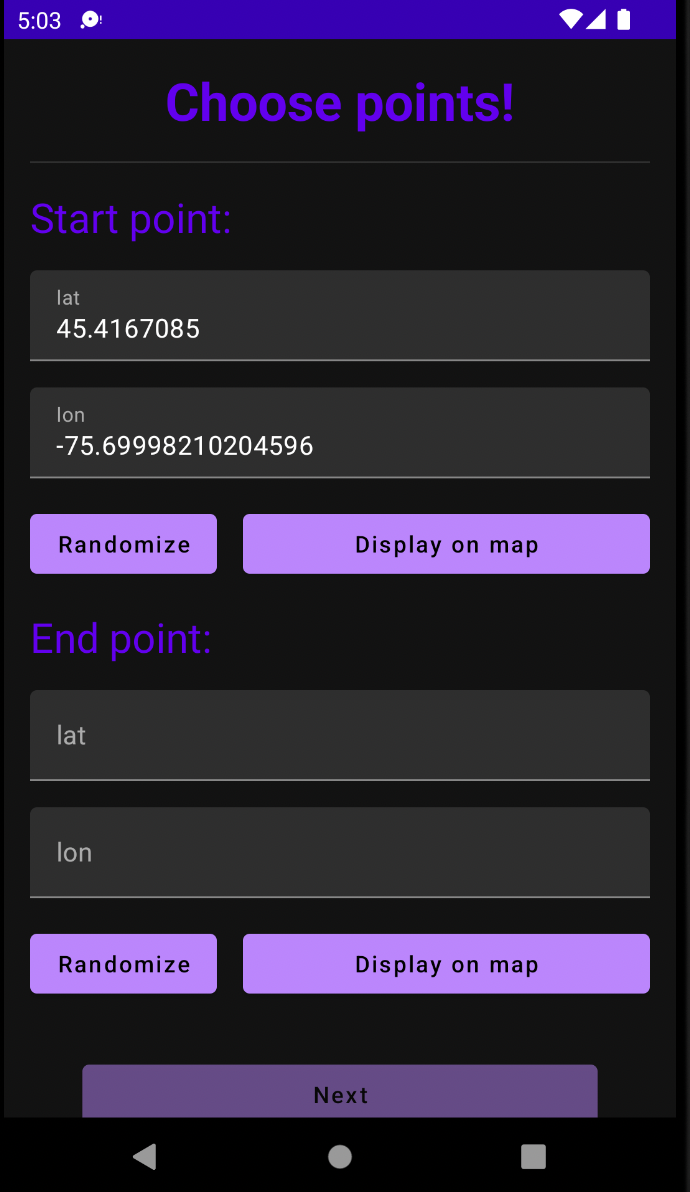 5:03
Choose points!
Start point:
lat
45.4167085
lon
-75.69998210204596
Randomize Display on map
End point:
lat
lon
Randomize Display on map
Next